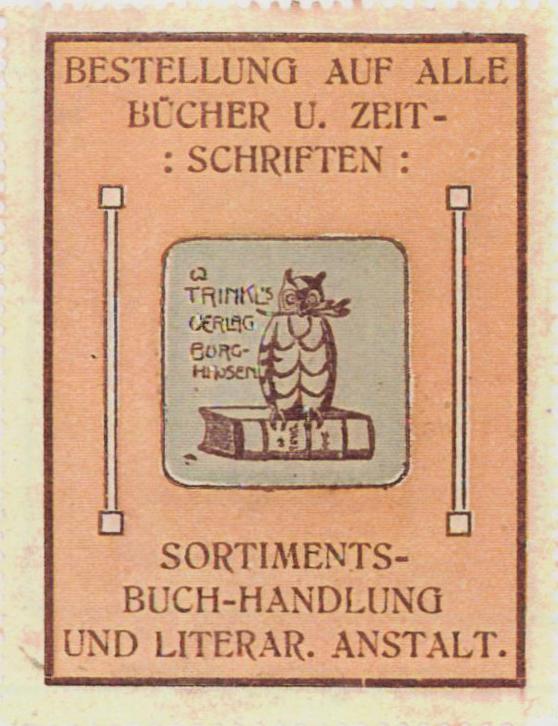 BESTELLUNG AUF ALLE
BÜCHER U. ZEIT-
: SCHRIFTEN :
W
TRINKL'S
VERLAG
BURG-
HAUSEN
SORTIMENTS-
BUCH-HANDLUNG
UND LITERAR. ANSTALT.